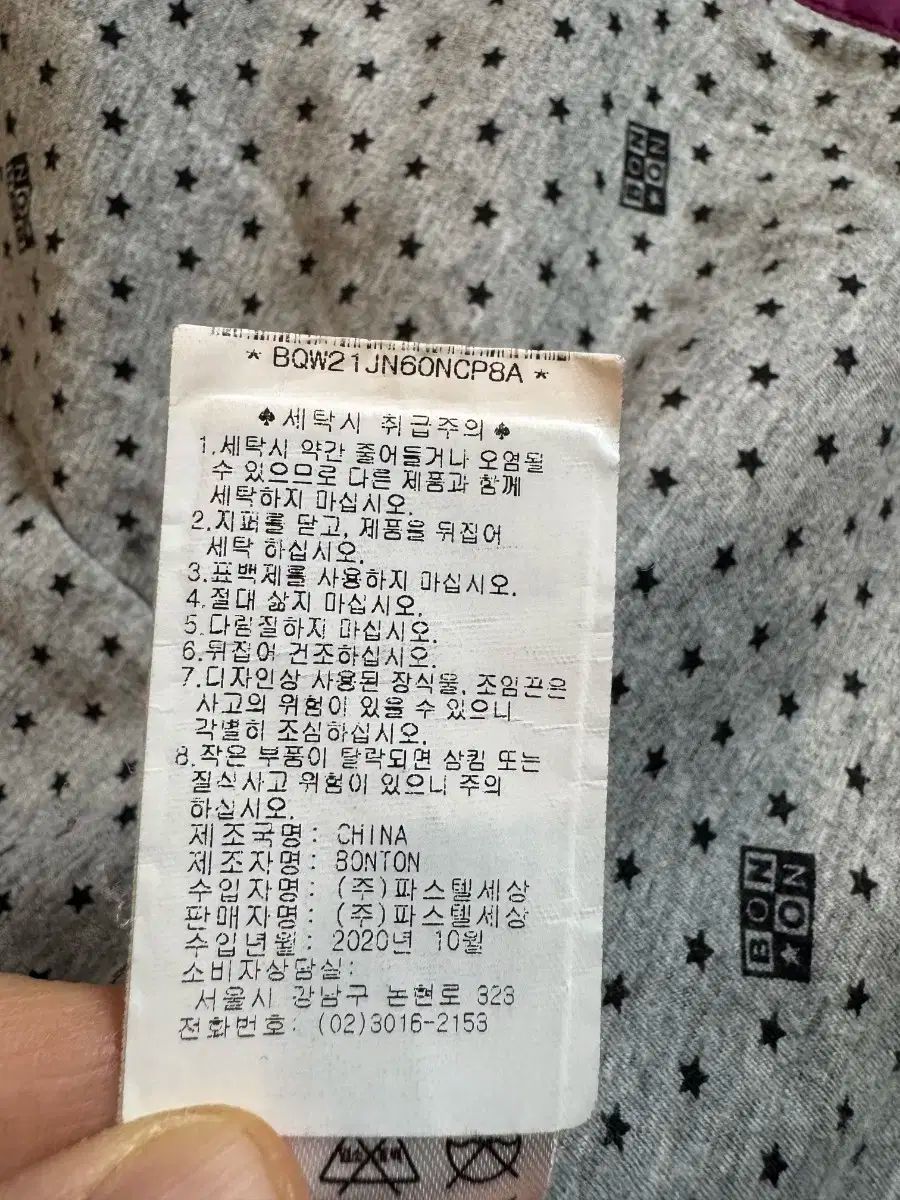 BON
NO★
BON
NO★
* BQW21JN60NCP8A *
♠세탁시 취급주의♠
1.세탁시 약간 줄어들거나 오염될
수 있으므로 다른 제품과 함께
세탁하지 마십시오.
2.지퍼를 닫고, 제품을 뒤집어
세탁 하십시오.
3.표백제를 사용하지 마십시오.
4.절대 삶지 마십시오.
5.다림질하지 마십시오.
6.뒤집어 건조하십시오.
7.디자인상 사용된 장식물, 조임끈은
사고의 위험이 있을 수 있으니
각별히 조심하십시오.
8.작은 부품이 탈락되면 삼킴 또는
질식사고 위험이 있으니 주의
하십시오.
제조국명: CHINA
제조자명: BONTON
수입자명: (주)파스텔세상
판매자명: (주)파스텔세상
수입년월: 2020년 10월
소비자상담실:
서울시 강남구 논현로 323
전화번호: (02)3016-2153